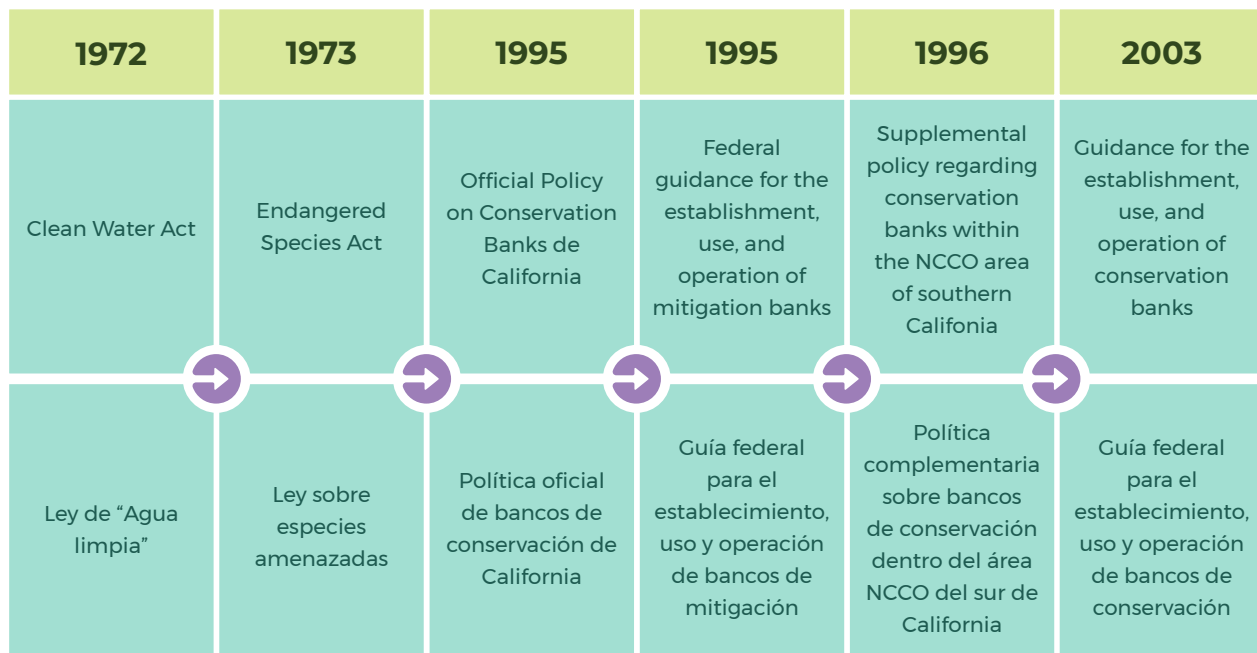 1972
1973
1995
1995
1996
2003
Clean Water Act
Endangered
Species Act
Official Policy
on Conservation
Banks de
California
Federal
guidance for the
establishment,
use, and
operation of
mitigation banks
Supplemental
policy regarding
conservation
banks within
the NCCO area
of southern
Califonia
Guidance for the
establishment,
use, and
operation of
conservation
banks
Ley de “Agua
limpia”
Ley sobre
especies
amenazadas
Política oficial
de bancos de
conservación de
California
Guía federal
para el
establecimiento,
uso y operación
de bancos de
mitigación
Política
complementaria
sobre bancos
de conservación
dentro del área
NCCO del sur de
California
Guía federal
para el
establecimiento,
uso y operación
de bancos de
conservación